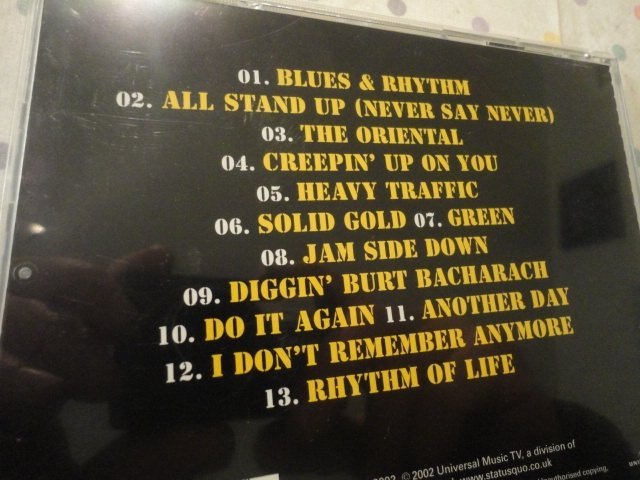 01. BLUES & RHYTHM
02. ALL STAND UP (NEVER SAY NEVER)
03. THE ORIENTAL
04. CREEPIN' UP ON YOU
05. HEAVY TRAFFIC
06. SOLID GOLD 07. GREEN
08. JAM SIDE DOWN
09. DIGGIN' BURT BACHARACH
10. DO IT AGAIN 11. ANOTHER DAY
12. I DON'T REMEMBER ANYMORE
13. RHYTHM OF LIFE
2002 © 2002 Universal Music TV, a division of
www.statusquo.co.uk
copying,